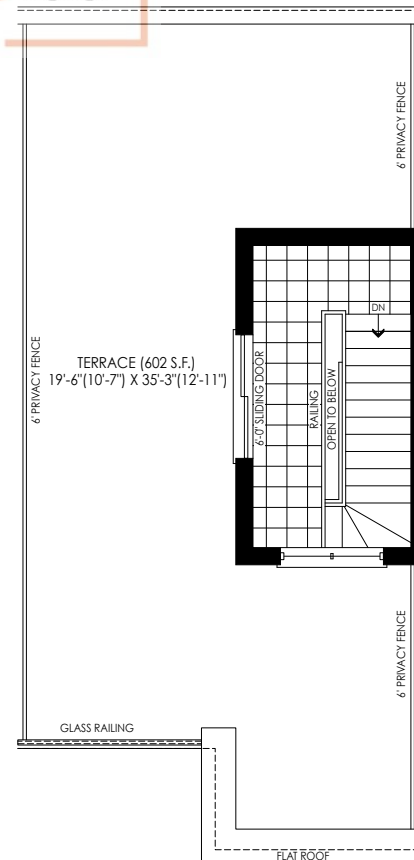 6' PRIVACY FENCE
DN
6' PRIVACY FENCE
TERRACE (602 S.F.)
19'-6"(10'-7") X 35'-3"(12'-11")
6'-0" SLIDING DOOR
RAILING
OPEN TO BELOW
6' PRIVACY FENCE
GLASS RAILING
FLAT ROOF